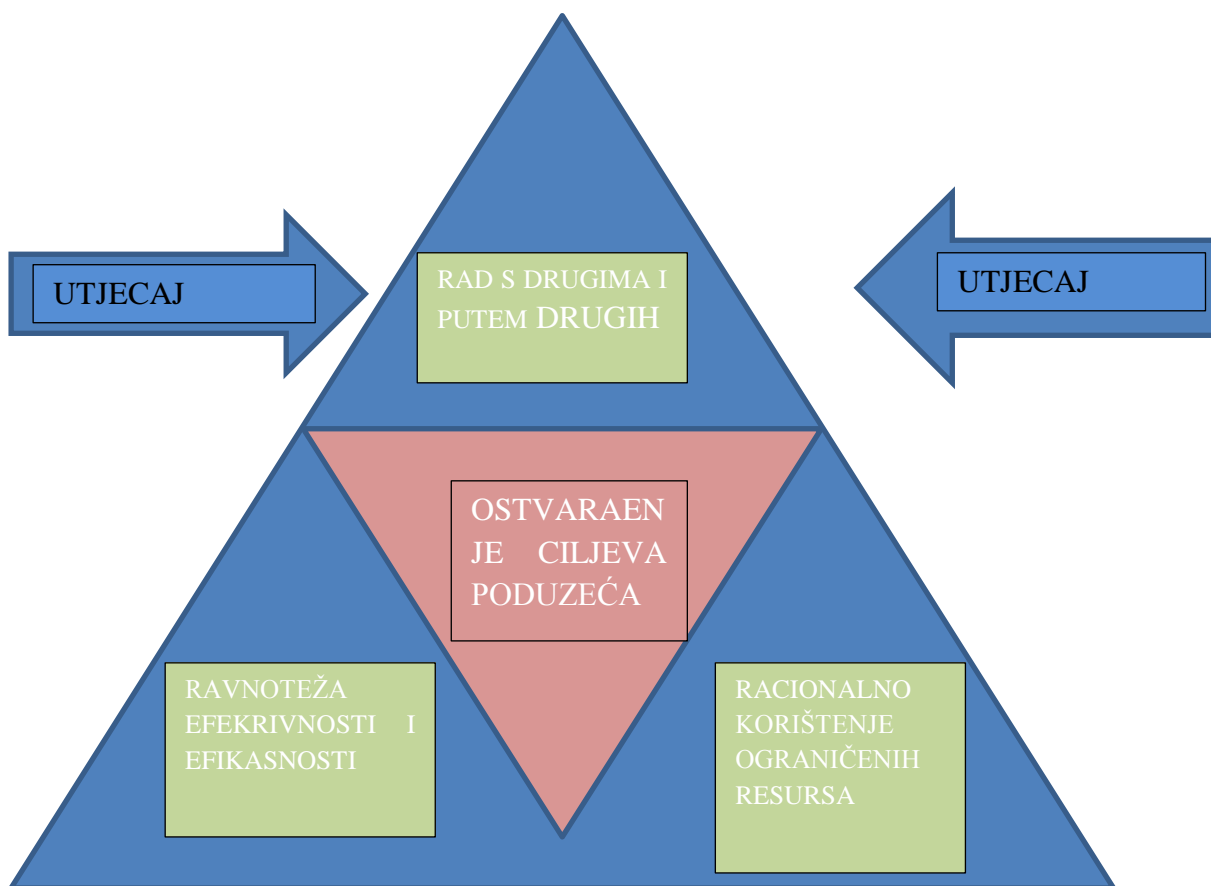 UTJECAJ
RAD S DRUGIMA I
PUTEM DRUGIH
UTJECAJ
OSTVARAEN
JE CILJEVA
PODUZEĆA
RAVNOTEŽA
EFEKRIVNOSTI I
EFIKASNOSTI
RACIONALNO
KORIŠTENJE
OGRANIČENIH
RESURSA